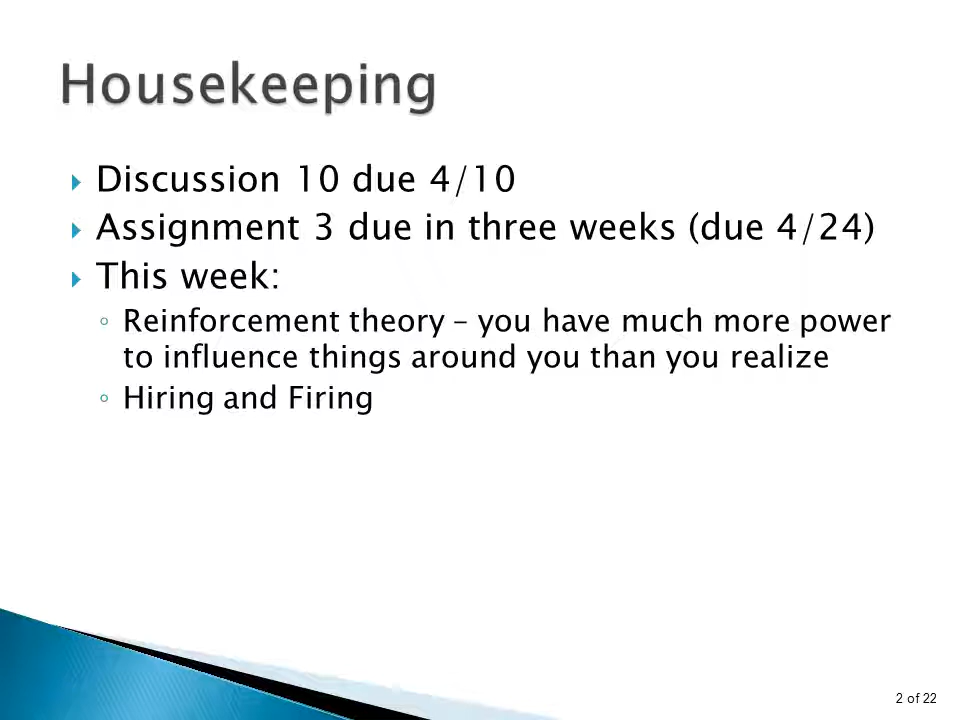 Housekeeping
Discussion 10 due 4/10
Assignment 3 due in three weeks (due 4/24)
This week:
Reinforcement theory – you have much more power
to influence things around you than you realize
Hiring and Firing
2 of 22